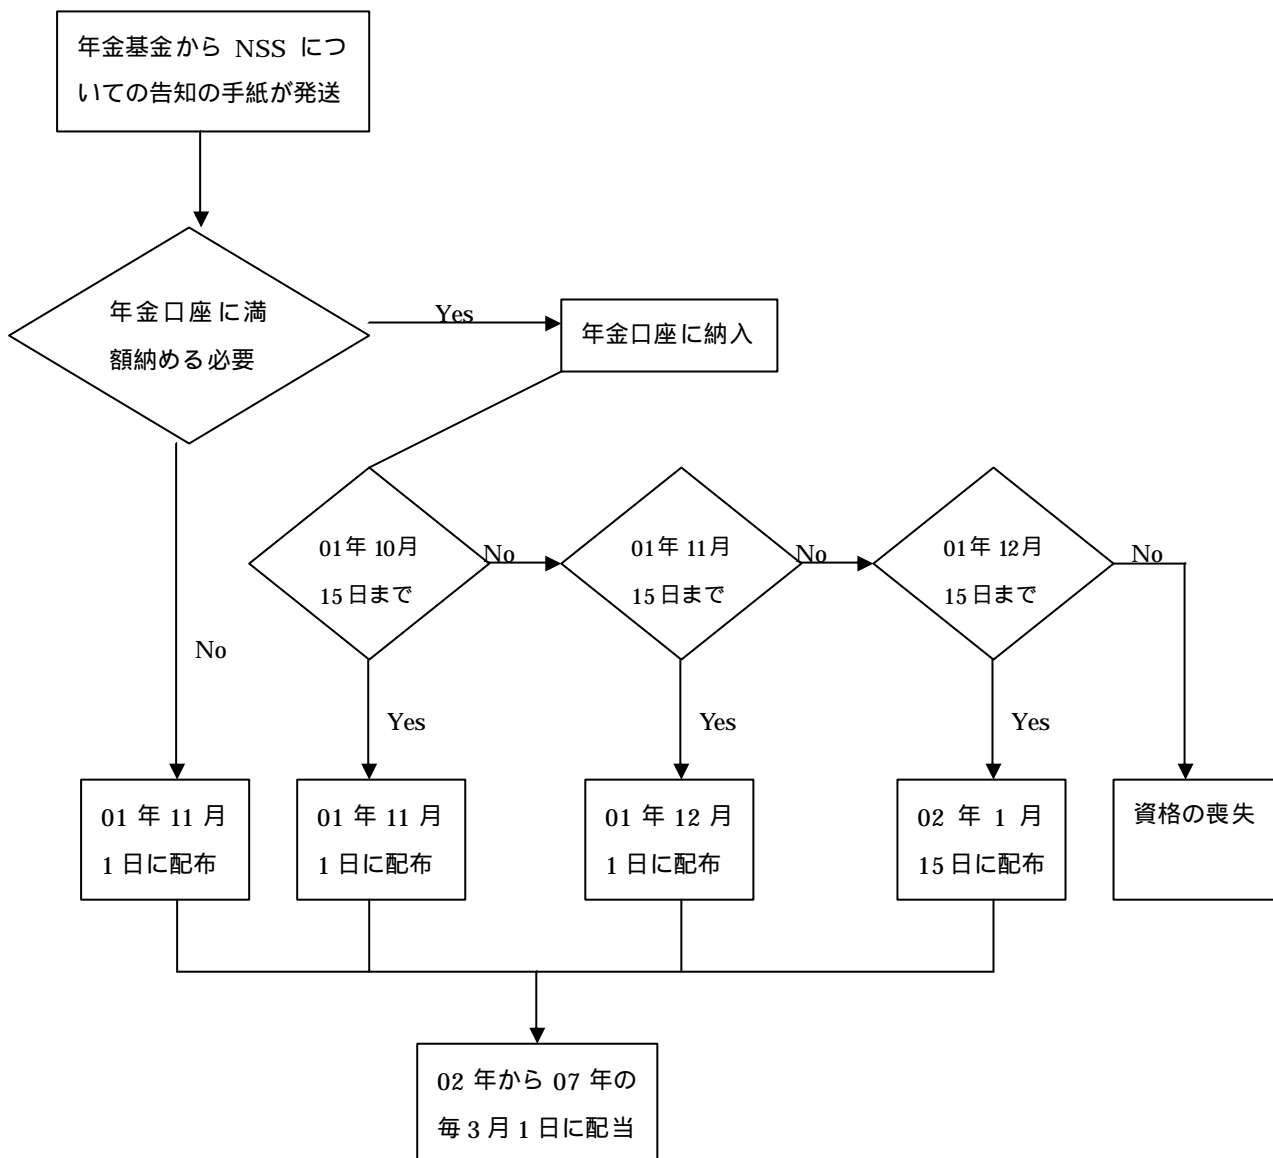 年金基金から NSS につ
いての告知の手紙が発送
年金口座に満
額納める必要
Yes
年金口座に納入
01年 10月
15日まで
No
01年 11月
15日まで
No
01年 12月
15日まで
No
No
Yes
Yes
Yes
01 年 11 月
1 日に配布
01 年 11 月
1 日に配布
01 年 12 月
1 日に配布
02 年 1 月
15 日に配布
資格の喪失
02 年から 07 年の
毎 3 月 1 日に配当